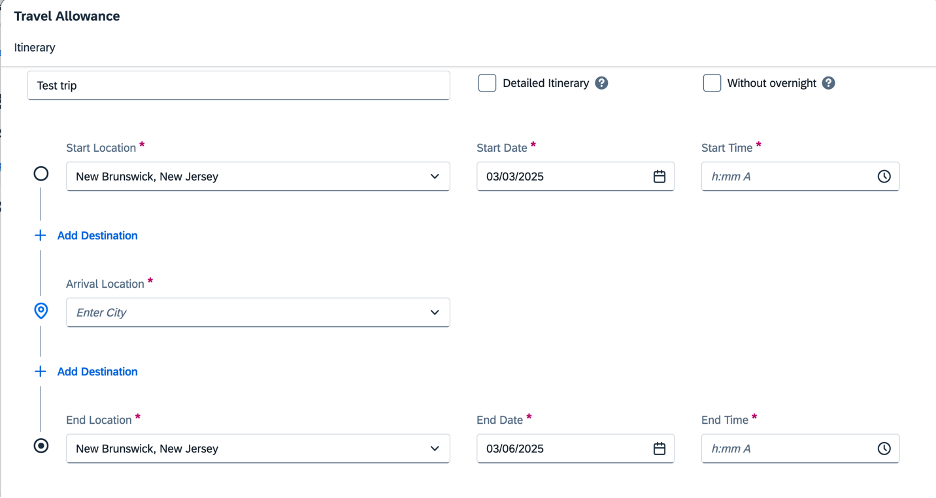 Travel Allowance
Itinerary
Test trip
Detailed Itinerary ?
Without overnight ?
Start Location *
Start Date *
Start Time *
New Brunswick, New Jersey
03/03/2025
h:mm A
+ Add Destination
Arrival Location *
Enter City
+ Add Destination
End Location *
End Date *
End Time *
New Brunswick, New Jersey
03/06/2025
h:mm A